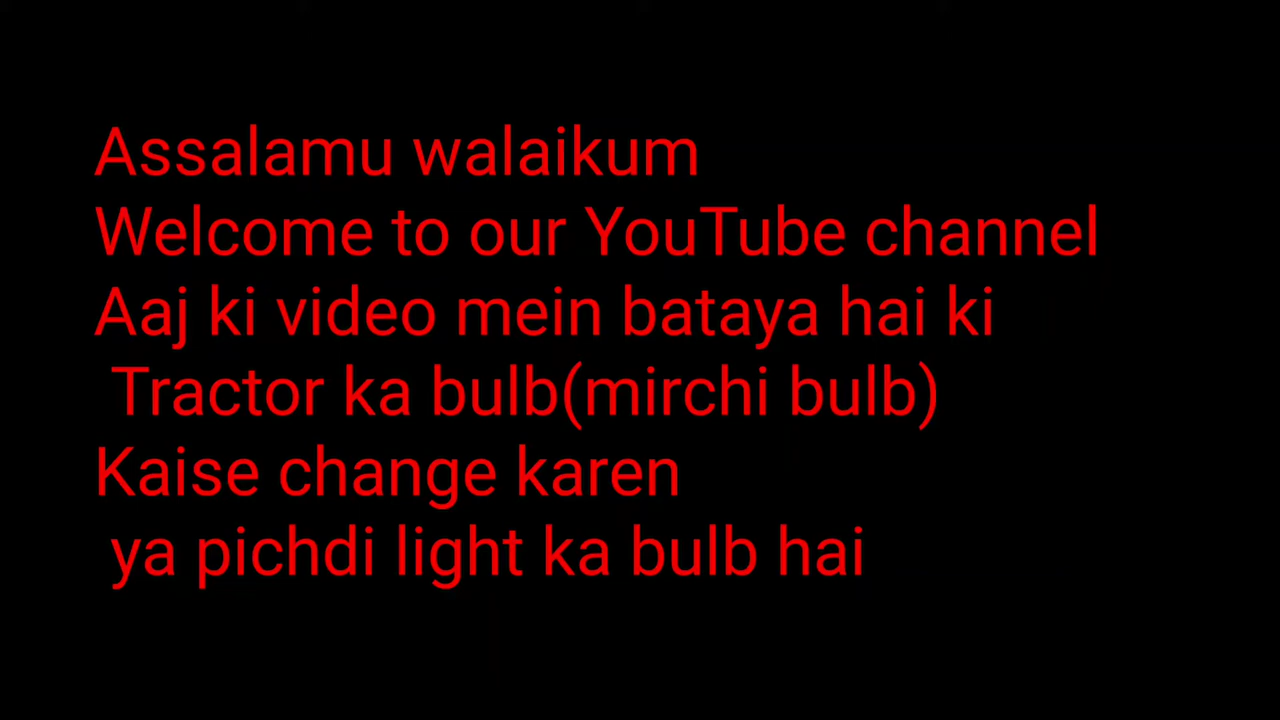 Assalamu walaikum
Welcome to our YouTube channel
Aaj ki video mein bataya hai ki
Tractor ka bulb(mirchi bulb)
Kaise change karen
ya pichdi light ka bulb hai